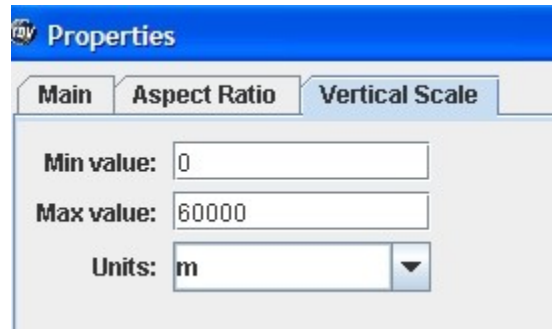 Properties
Main Aspect Ratio Vertical Scale
Min value: 0
Max value: 60000
Units: m